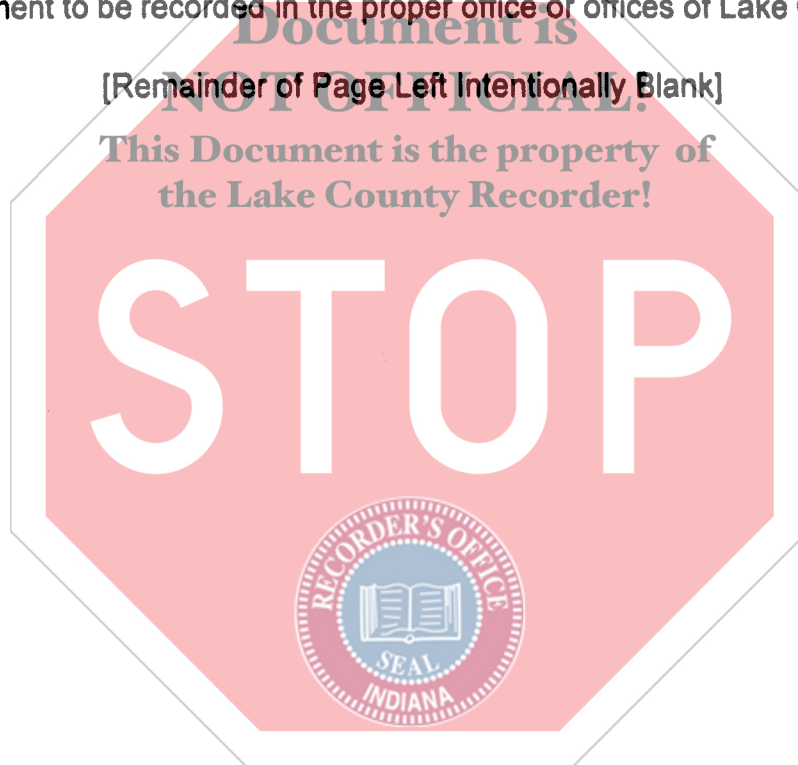 ment to be recorded in the proper office or offices of Lake
Document is
[Remainder of Page Left Intentionally Blank]
NOT OFFICIAL!
This Document is the property of
the Lake County Recorder!
STOP
RECORDER'S OFFICE
SEAL
INDIANA